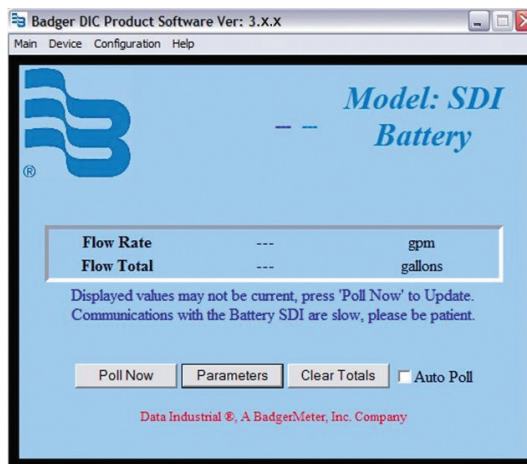 Badger DIC Product Software Ver: 3.x.x
Main Device Configuration Help
Model: SDI
--- --- Battery
®
Flow Rate --- gpm
Flow Total --- gallons
Displayed values may not be current, press 'Poll Now' to Update.
Communications with the Battery SDI are slow, please be patient.
Poll Now Parameters Clear Totals Auto Poll
Data Industrial ®, A BadgerMeter, Inc. Company